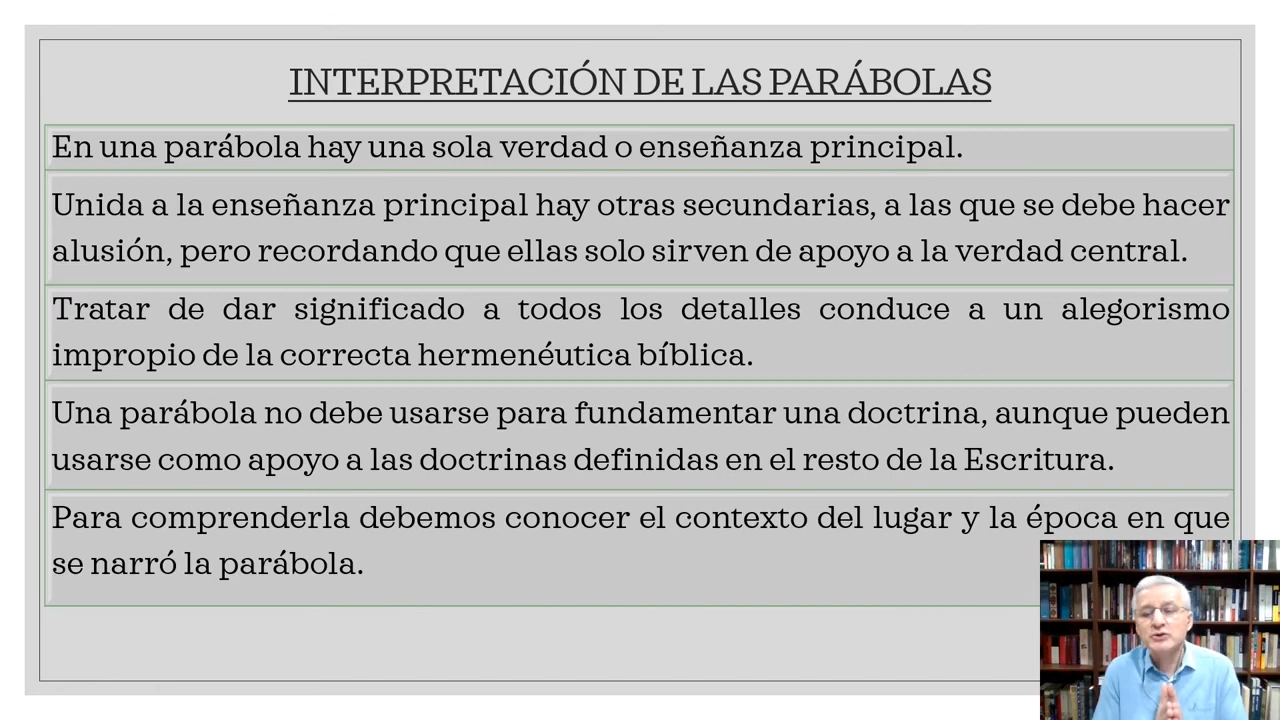 INTERPRETACIÓN DE LAS PARÁBOLAS
En una parábola hay una sola verdad o enseñanza principal.
Unida a la enseñanza principal hay otras secundarias, a las que se debe hacer
alusión, pero recordando que ellas solo sirven de apoyo a la verdad central.
Tratar de dar significado a todos los detalles conduce a un alegorismo
impropio de la correcta hermenéutica bíblica.
Una parábola no debe usarse para fundamentar una doctrina, aunque pueden
usarse como apoyo a las doctrinas definidas en el resto de la Escritura.
Para comprenderla debemos conocer el contexto del lugar y la época en que
se narró la parábola.